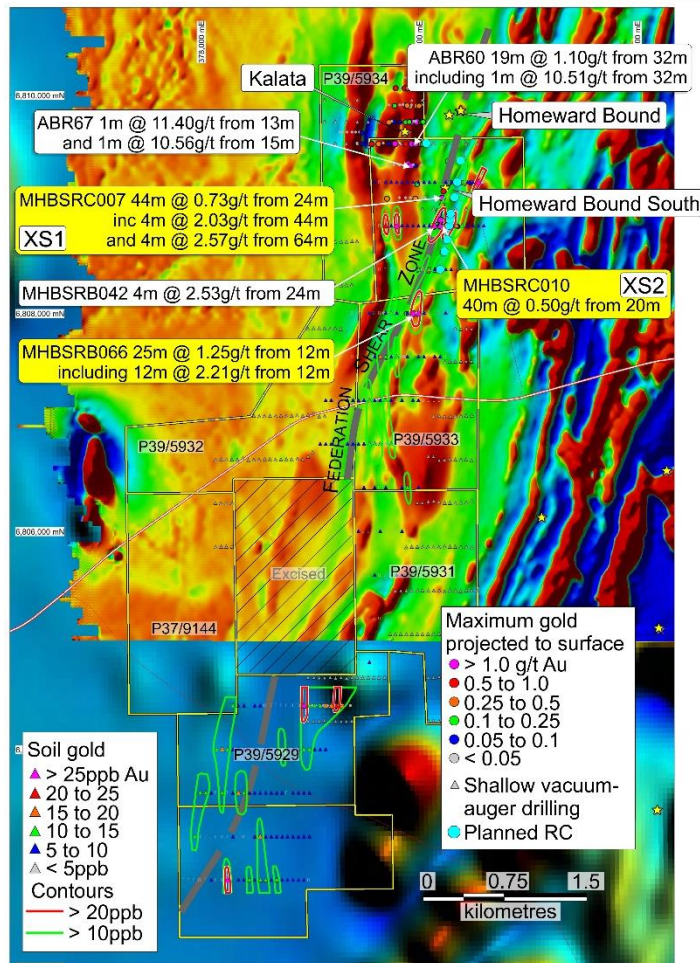 378,000 mE
mE
6,810,000 mN
P39/5934
Kalata
ABR60 19m @ 1.10g/t from 32m
including 1m @ 10.51g/t from 32m
ABR67 1m @ 11.40g/t from 13m
and 1m @ 10.56g/t from 15m
Homeward Bound
MHBSRC007 44m @ 0.73g/t from 24m
inc 4m @ 2.03g/t from 44m
and 4m @ 2.57g/t from 64m
XS1
Homeward Bound South
MHBSRB042 4m @ 2.53g/t from 24m
MHBSRC010
40m @ 0.50g/t from 20m
XS2
6,808,000 mN
MHBSRB066 25m @ 1.25g/t from 12m
including 12m @ 2.21g/t from 12m
FEDERATION SHEAR ZONE
P39/5932
P39/5933
6,806,000 mN
Excised
P39/5931
P37/9144
P39/5929
Maximum gold
projected to surface
> 1.0 g/t Au
0.5 to 1.0
0.25 to 0.5
0.1 to 0.25
0.05 to 0.1
< 0.05
Shallow vacuum-
auger drilling
Planned RC
Soil gold
> 25ppb Au
20 to 25
15 to 20
10 to 15
5 to 10
< 5ppb
Contours
> 20ppb
> 10ppb
0 0.75 1.5
kilometres